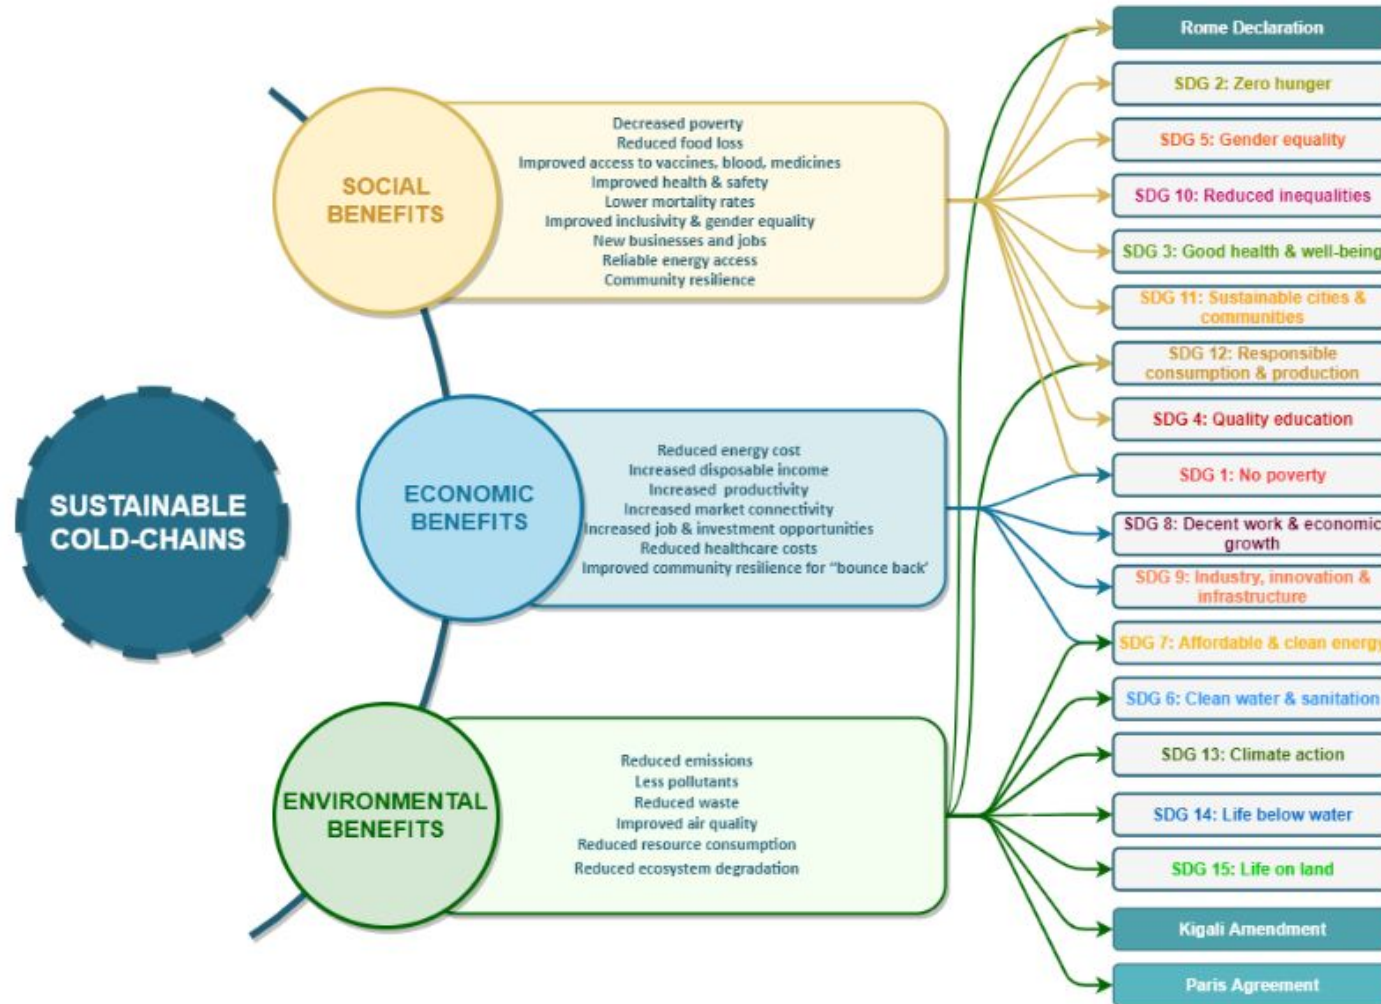 SUSTAINABLE
COLD-CHAINS
SOCIAL
BENEFITS
Decreased poverty
Reduced food loss
Improved access to vaccines, blood, medicines
Improved health & safety
Lower mortality rates
Improved inclusivity & gender equality
New businesses and jobs
Reliable energy access
Community resilience
ECONOMIC
BENEFITS
Reduced energy cost
Increased disposable income
Increased productivity
Increased market connectivity
Increased job & investment opportunities
Reduced healthcare costs
Improved community resilience for "bounce back'
ENVIRONMENTAL
BENEFITS
Reduced emissions
Less pollutants
Reduced waste
Improved air quality
Reduced resource consumption
Reduced ecosystem degradation
Rome Declaration
SDG 2: Zero hunger
SDG 5: Gender equality
SDG 10: Reduced inequalities
SDG 3: Good health & well-being
SDG 11: Sustainable cities &
communities
SDG 12: Responsible
consumption & production
SDG 4: Quality education
SDG 1: No poverty
SDG 8: Decent work & economic
growth
SDG 9: Industry, innovation &
infrastructure
SDG 7: Affordable & clean energy
SDG 6: Clean water & sanitation
SDG 13: Climate action
SDG 14: Life below water
SDG 15: Life on land
Kigali Amendment
Paris Agreement